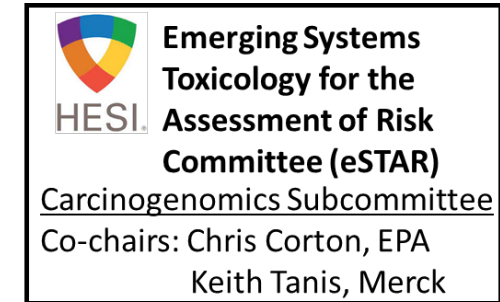 Emerging Systems
Toxicology for the
Assessment of Risk
Committee (eSTAR)
HESI.
Carcinogenomics Subcommittee
Co-chairs: Chris Corton, EPA
Keith Tanis, Merck